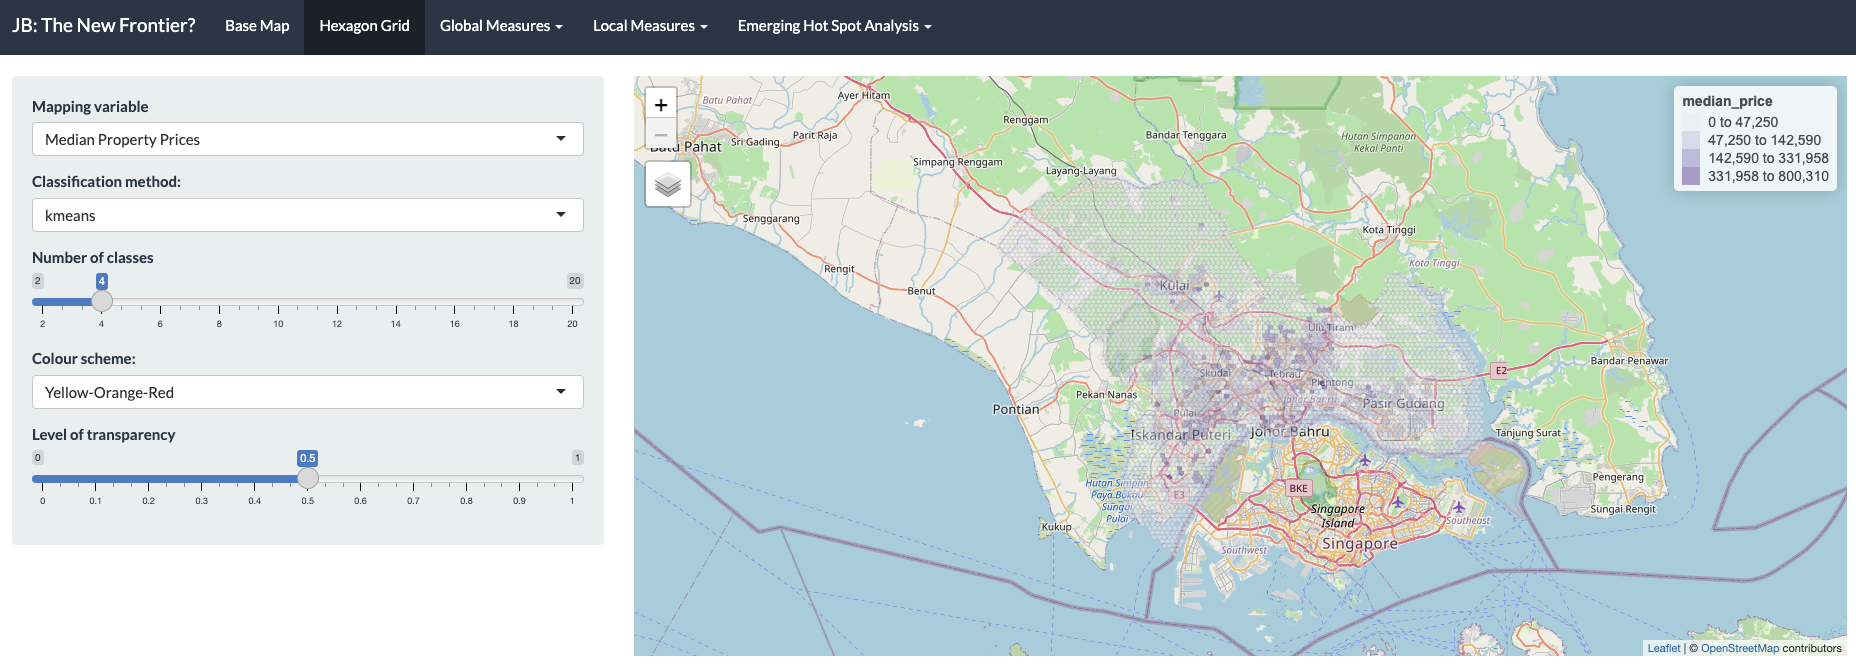 JB: The New Frontier? Base Map Hexagon Grid Global Measures Local Measures Emerging Hot Spot Analysis
Mapping variable
Median Property Prices
Classification method:
kmeans
Number of classes
2 4 20
2 4 6 8 10 12 14 16 18 20
Colour scheme:
Yellow-Orange-Red
Level of transparency
0 0.5 1
0 0.1 0.2 0.3 0.4 0.5 0.6 0.7 0.8 0.9 1
+
−
median_price
0 to 47,250
47,250 to 142,590
142,590 to 331,958
331,958 to 800,310
Batu Pahat
Ayer Hitam
Renggam
Parit Raja
Sri Gading
Bandar Tenggara
Hutan Simpanan
Kekal Panti
Batu Pahat
Simpang Renggam
Layang-Layang
Senggarang
Kota Tinggi
Kota Tinggi
Rengit
Benut
Kulai
Ulu Tiram
E2
Bandar Penawar
Skudai
Tebrau
Plentong
Pekan Nanas
Johor Bahru
Pasir Gudang
Pontian
Pulai
Iskandar Puteri
Johor Bahru
Tanjung Surat
Hutan Simpan
Paya Bakau
Sungai
Pulai
E3
BKE
Pengerang
Singapore
Island
Sungai Rengit
Southeast
Kukup
Southwest
Singapore
Leaflet | © OpenStreetMap contributors